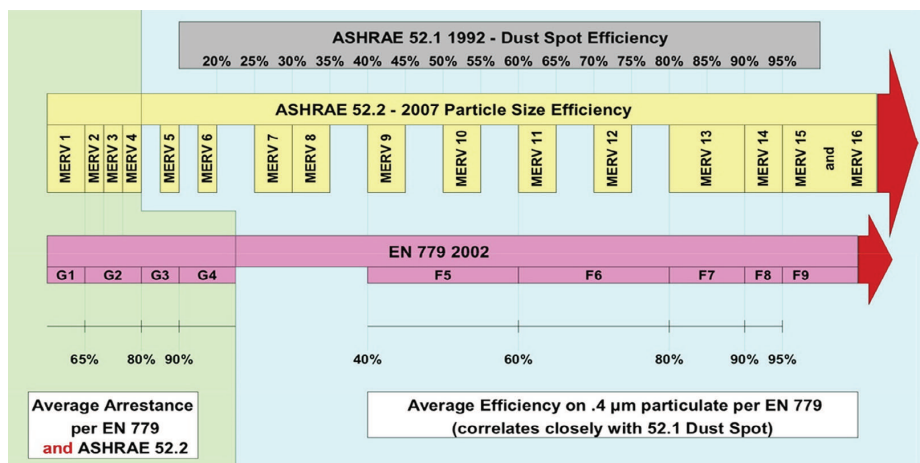 ASHRAE 52.1 1992 - Dust Spot Efficiency
20% 25% 30% 35% 40% 45% 50% 55% 60% 65% 70% 75% 80% 85% 90% 95%
ASHRAE 52.2 - 2007 Particle Size Efficiency
MERV 1 MERV 2 MERV 3 MERV 4 MERV 5 MERV 6 MERV 7 MERV 8 MERV 9 MERV 10 MERV 11 MERV 12 MERV 13 MERV 14 MERV 15 and MERV 16
EN 779 2002
G1 G2 G3 G4 F5 F6 F7 F8 F9
65% 80% 90% 40% 60% 80% 90% 95%
Average Arrestance
per EN 779
and ASHRAE 52.2
Average Efficiency on .4 µm particulate per EN 779
(correlates closely with 52.1 Dust Spot)